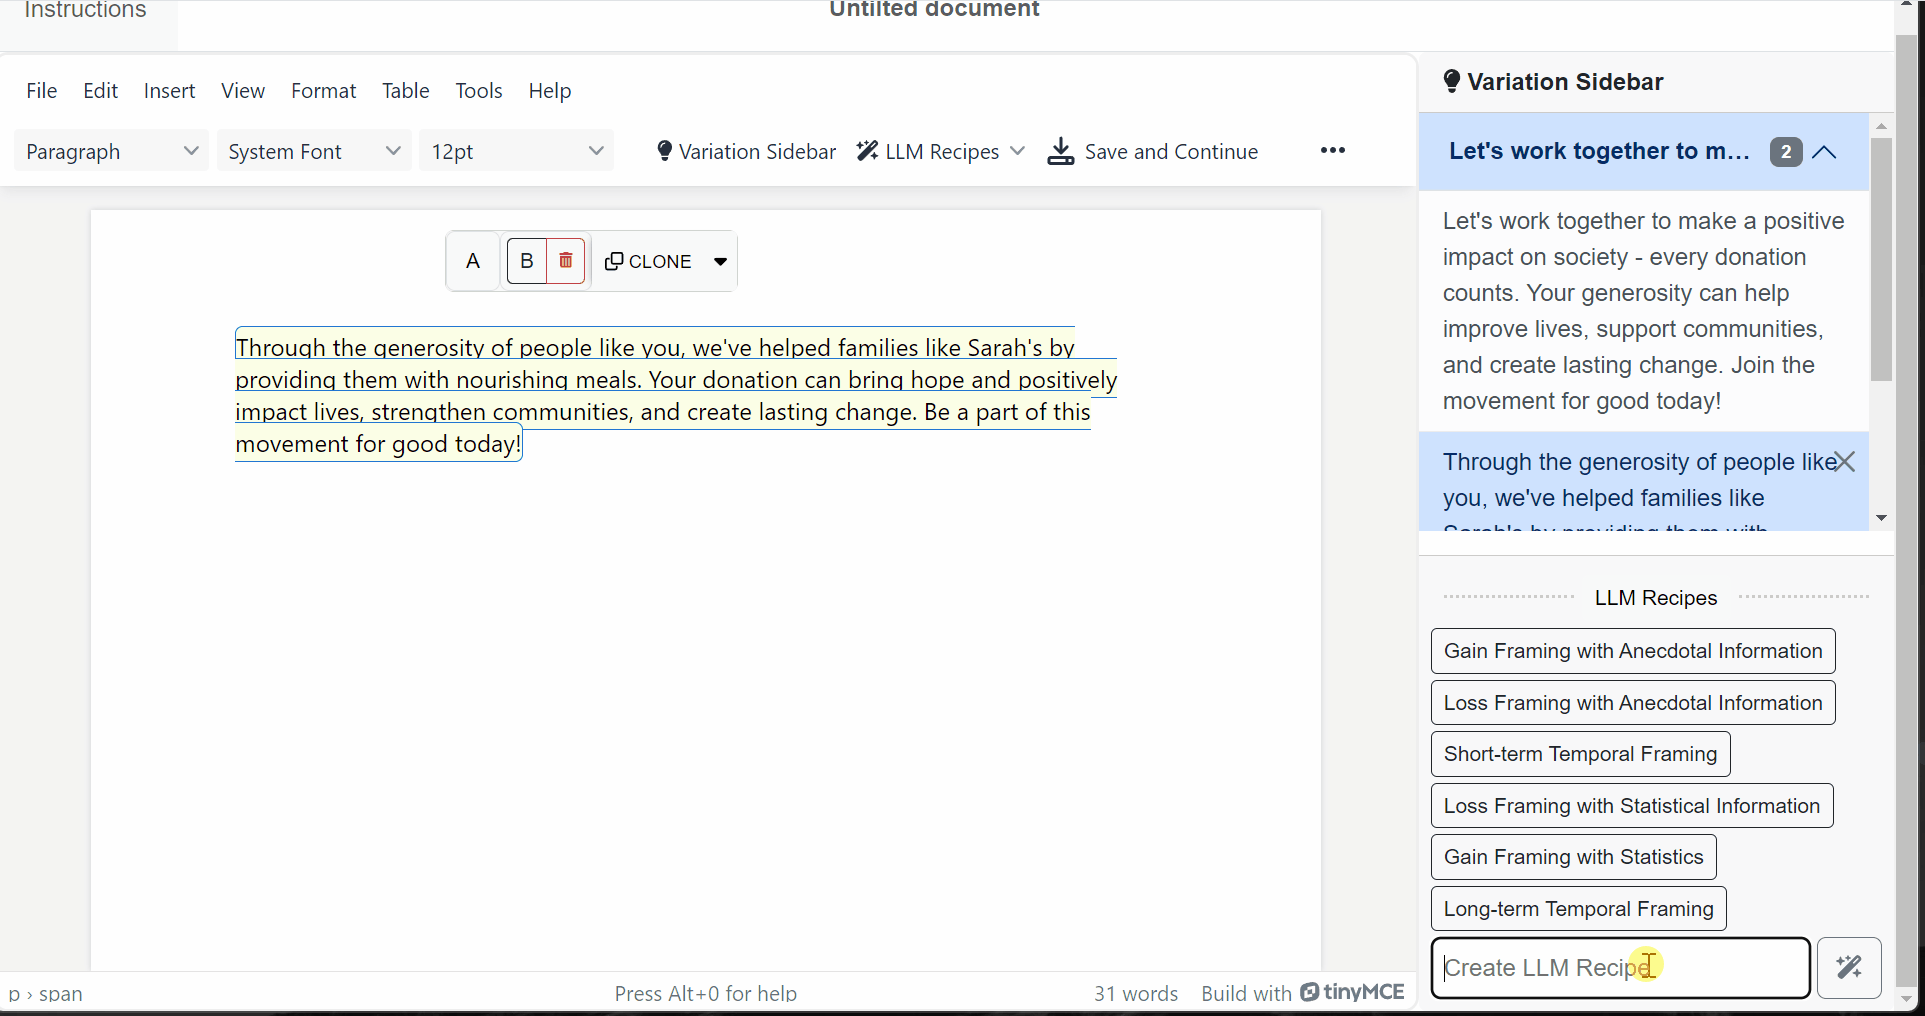 Instructions
Untilted document
File Edit Insert View Format Table Tools Help
Paragraph System Font 12pt Variation Sidebar LLM Recipes Save and Continue
A B CLONE
Through the generosity of people like you, we've helped families like Sarah's by
providing them with nourishing meals. Your donation can bring hope and positively
impact lives, strengthen communities, and create lasting change. Be a part of this
movement for good today!
p › span
Press Alt+0 for help
31 words
Build with tinyMCE
Variation Sidebar
Let's work together to m... 2
Let's work together to make a positive
impact on society - every donation
counts. Your generosity can help
improve lives, support communities,
and create lasting change. Join the
movement for good today!
Through the generosity of people like
you, we've helped families like
Sarah's by providing them with
LLM Recipes
Gain Framing with Anecdotal Information
Loss Framing with Anecdotal Information
Short-term Temporal Framing
Loss Framing with Statistical Information
Gain Framing with Statistics
Long-term Temporal Framing
Create LLM Recipe